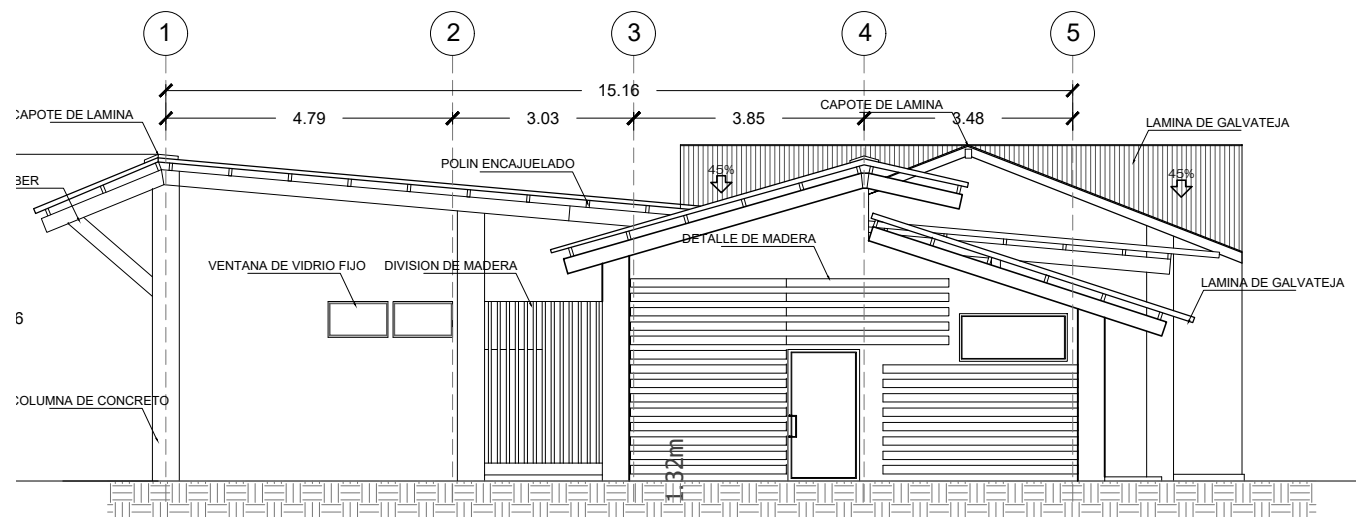 1 2 3 4 5
15.16
4.79 3.03 3.85 3.48
CAPOTE DE LAMINA
CAPOTE DE LAMINA
LAMINA DE GALVATEJA
POLIN ENCAJUELADO
45%
45%
BER
DETALLE DE MADERA
VENTANA DE VIDRIO FIJO
DIVISION DE MADERA
LAMINA DE GALVATEJA
6
COLUMNA DE CONCRETO
1.32m